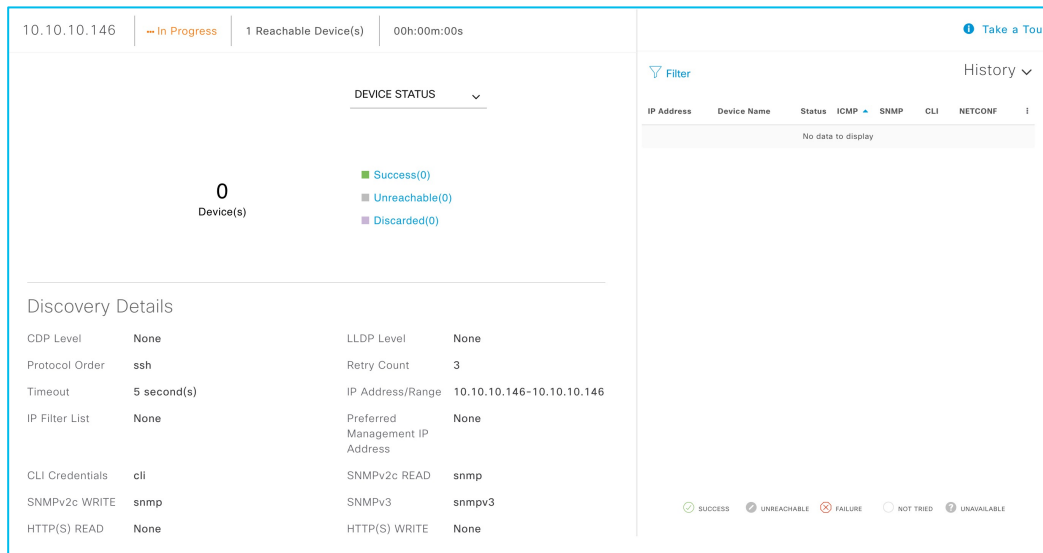 10.10.10.146 ••• In Progress 1 Reachable Device(s) 00h:00m:00s
Take a Tou
Filter History
DEVICE STATUS
IP Address Device Name Status ICMP SNMP CLI NETCONF
No data to display
0
Device(s)
Success(0)
Unreachable(0)
Discarded(0)
Discovery Details
CDP Level None LLDP Level None
Protocol Order ssh Retry Count 3
Timeout 5 second(s) IP Address/Range 10.10.10.146-10.10.10.146
IP Filter List None Preferred None
Management IP
Address
CLI Credentials cli SNMPv2c READ snmp
SNMPv2c WRITE snmp SNMPv3 snmpv3
HTTP(S) READ None HTTP(S) WRITE None
SUCCESS UNREACHABLE FAILURE NOT TRIED UNAVAILABLE